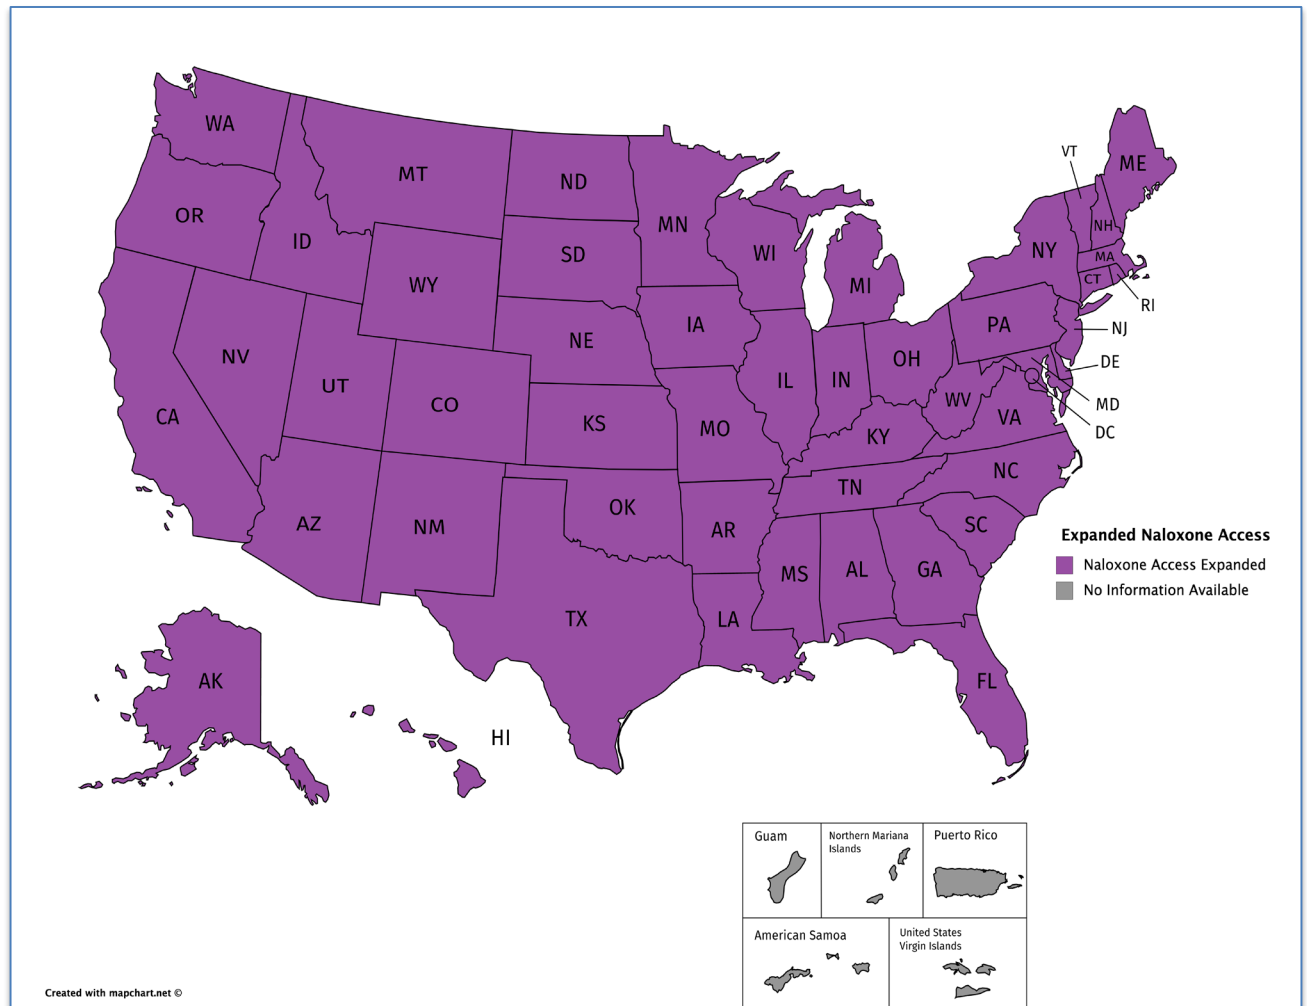 WA
MT
ND
MN
VT
ME
OR
ID
SD
WI
NH
NY
MA
WY
MI
CT
RI
IA
PA
NJ
NE
NV
OH
DE
UT
IL
IN
CO
WV
MD
CA
KS
MO
VA
DC
KY
NC
TN
OK
AZ
NM
AR
SC
Expanded Naloxone Access
MS
AL
GA
Naloxone Access Expanded
No Information Available
TX
LA
AK
FL
HI
Guam
Northern Mariana
Islands
Puerto Rico
American Samoa
United States
Virgin Islands
Created with mapchart.net ©